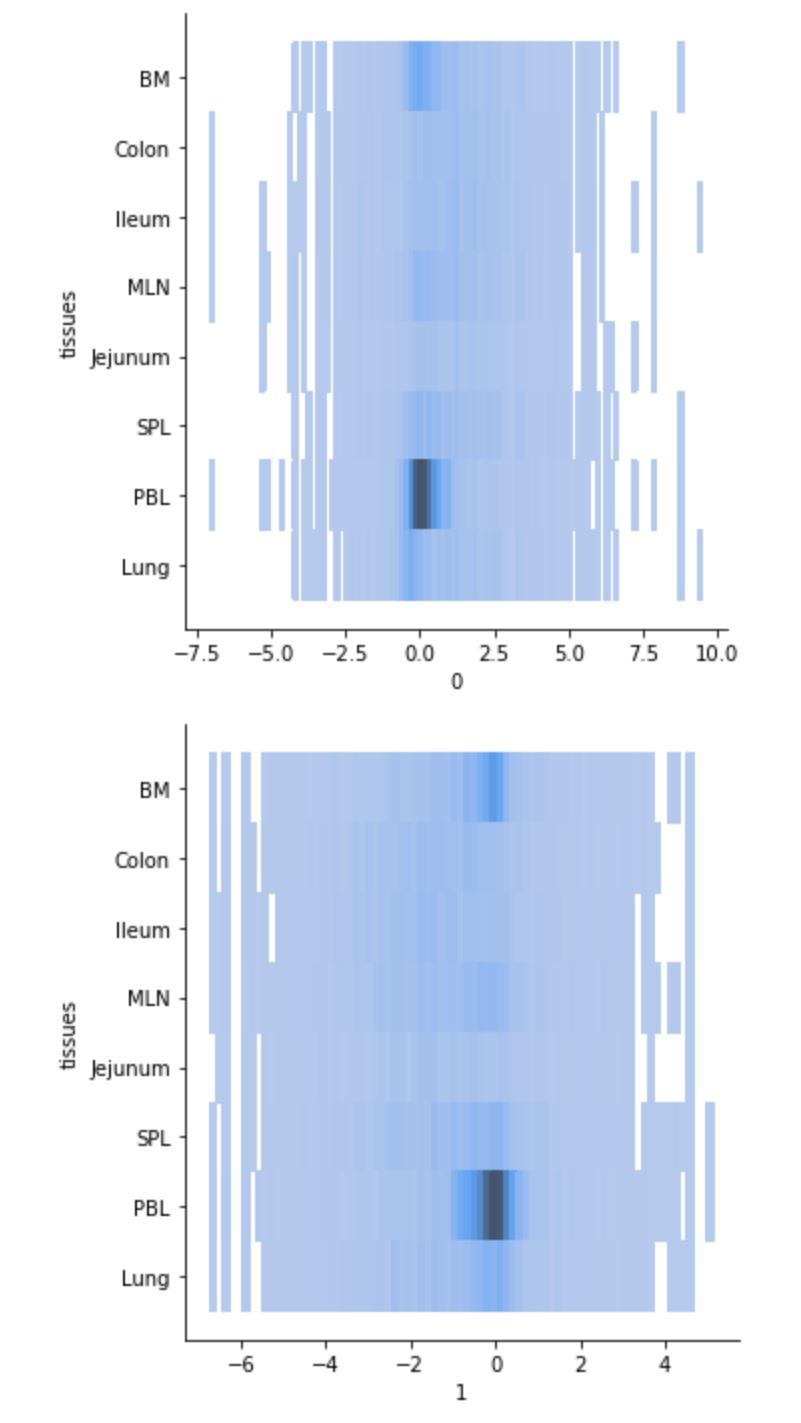 BM
Colon
Ileum
MLN
tissues
Jejunum
SPL
PBL
Lung
−7.5 −5.0 −2.5 0.0 2.5 5.0 7.5 10.0
0
BM
Colon
Ileum
MLN
tissues
Jejunum
SPL
PBL
Lung
−6 −4 −2 0 2 4
1